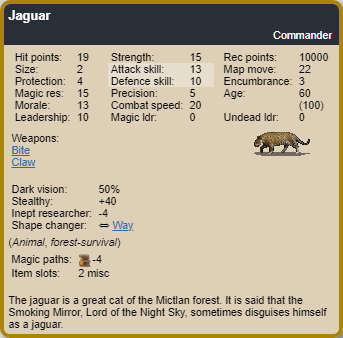 Jaguar
Commander
Hit points: 19 Strength: 15 Rec points: 10000
Size: 2 Attack skill: 13 Map move: 22
Protection: 4 Defence skill: 10 Encumbrance: 3
Magic res: 15 Precision: 5 Age: 60
Morale: 13 Combat speed: 20 (100)
Leadership: 10 Magic ldr: 0 Undead ldr: 0
Weapons:
Bite
Claw
Dark vision: 50%
Stealthy: +40
Inept researcher: -4
Shape changer: ⇔ Way
(Animal, forest-survival)
Magic paths: -4
Item slots: 2 misc
The jaguar is a great cat of the Mictlan forest. It is said that the
Smoking Mirror, Lord of the Night Sky, sometimes disguises himself
as a jaguar.